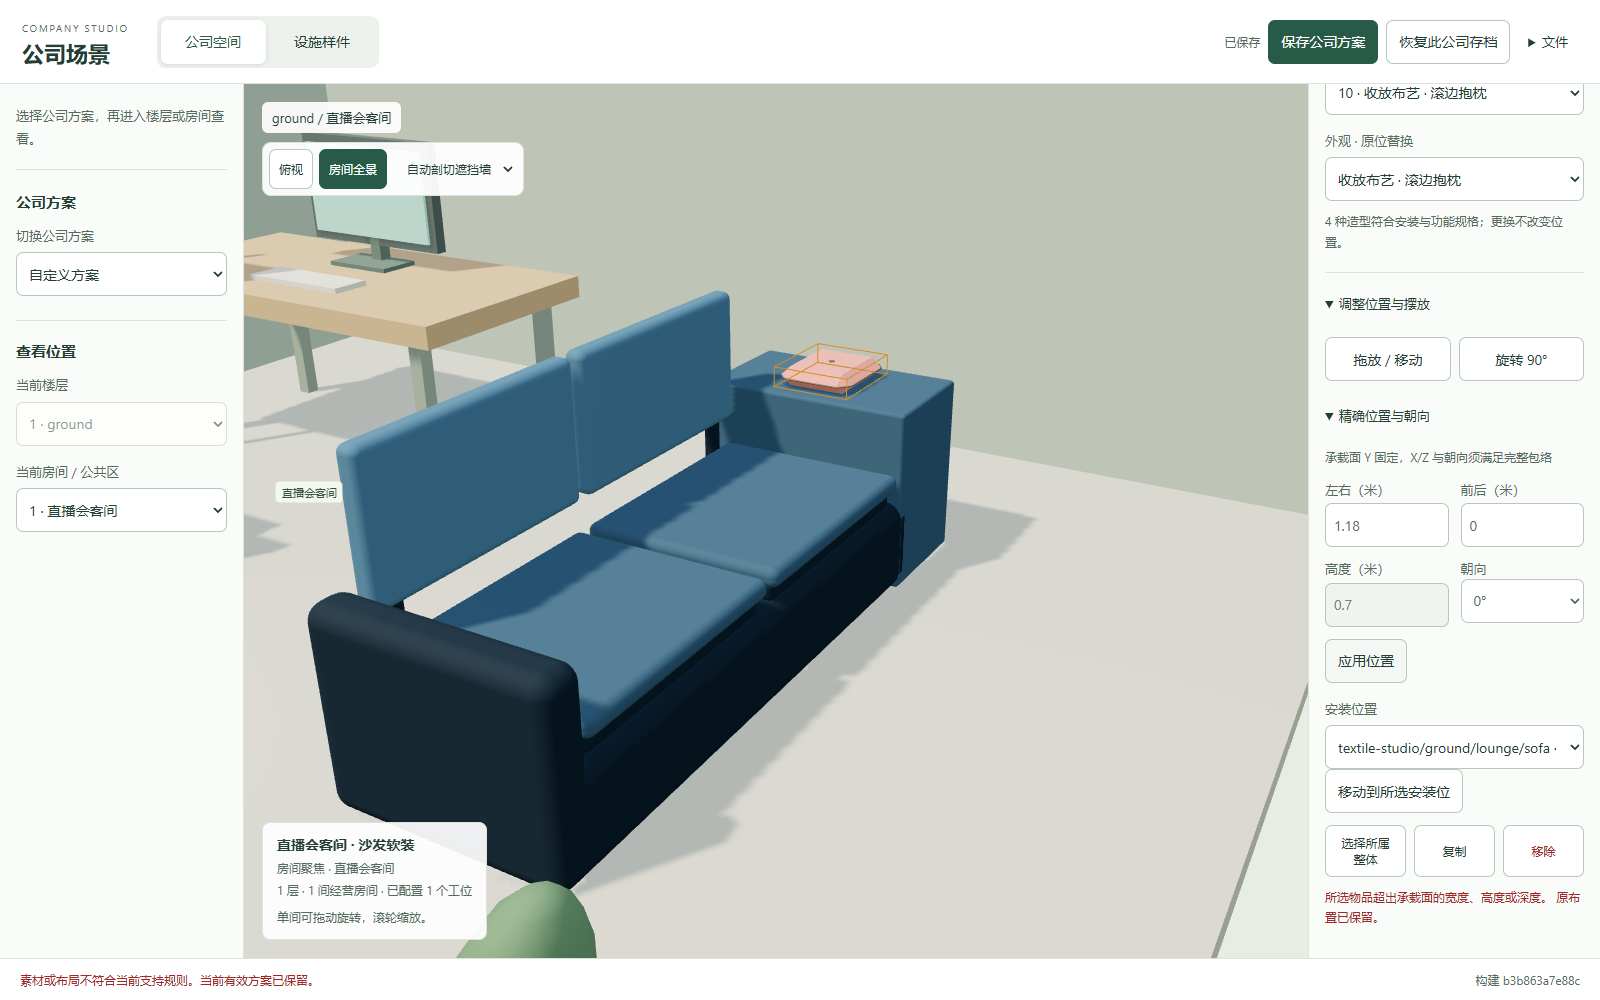 COMPANY STUDIO
公司场景
公司空间
设施样件
已保存
保存公司方案
恢复此公司存档
▶ 文件
选择公司方案，再进入楼层或房间查
看。
公司方案
切换公司方案
自定义方案
查看位置
当前楼层
1 · ground
当前房间 / 公共区
1 · 直播会客间
ground / 直播会客间
俯视
房间全景
自动剖切遮挡墙
直播会客间
直播会客间 · 沙发软装
房间聚焦 · 直播会客间
1 层 · 1 间经营房间 · 已配置 1 个工位
单间可拖动旋转，滚轮缩放。
10 · 收放布艺 · 滚边抱枕
外观 · 原位替换
收放布艺 · 滚边抱枕
4 种造型符合安装与功能规格；更换不改变位
置。
▼ 调整位置与摆放
拖放 / 移动
旋转 90°
▼ 精确位置与朝向
承载面 Y 固定，X/Z 与朝向须满足完整包络
左右（米）
前后（米）
1.18
0
高度（米）
朝向
0.7
0°
应用位置
安装位置
textile-studio/ground/lounge/sofa ·
移动到所选安装位
选择所属
整体
复制
移除
所选物品超出承载面的宽度、高度或深度。 原布
置已保留。
素材或布局不符合当前支持规则。当前有效方案已保留。
构建 b3b863a7e88c